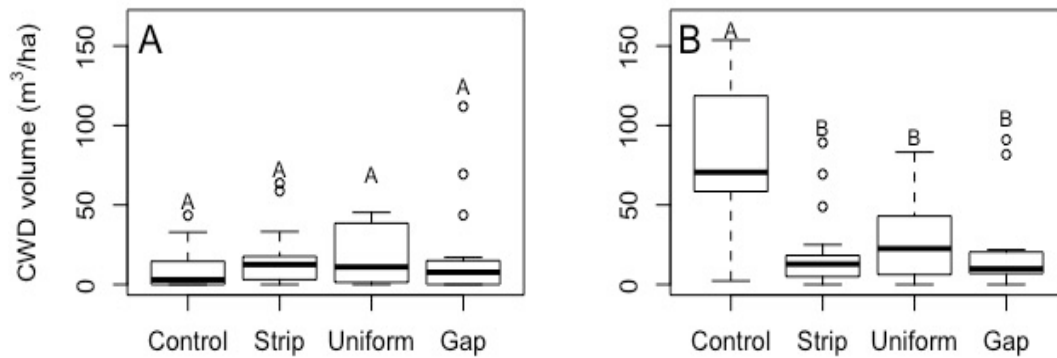 CWD volume (m³/ha)
A
150
100
50
0
A
A
A
A
Control
Strip
Uniform
Gap
B
150
100
50
0
A
B
B
B
Control
Strip
Uniform
Gap